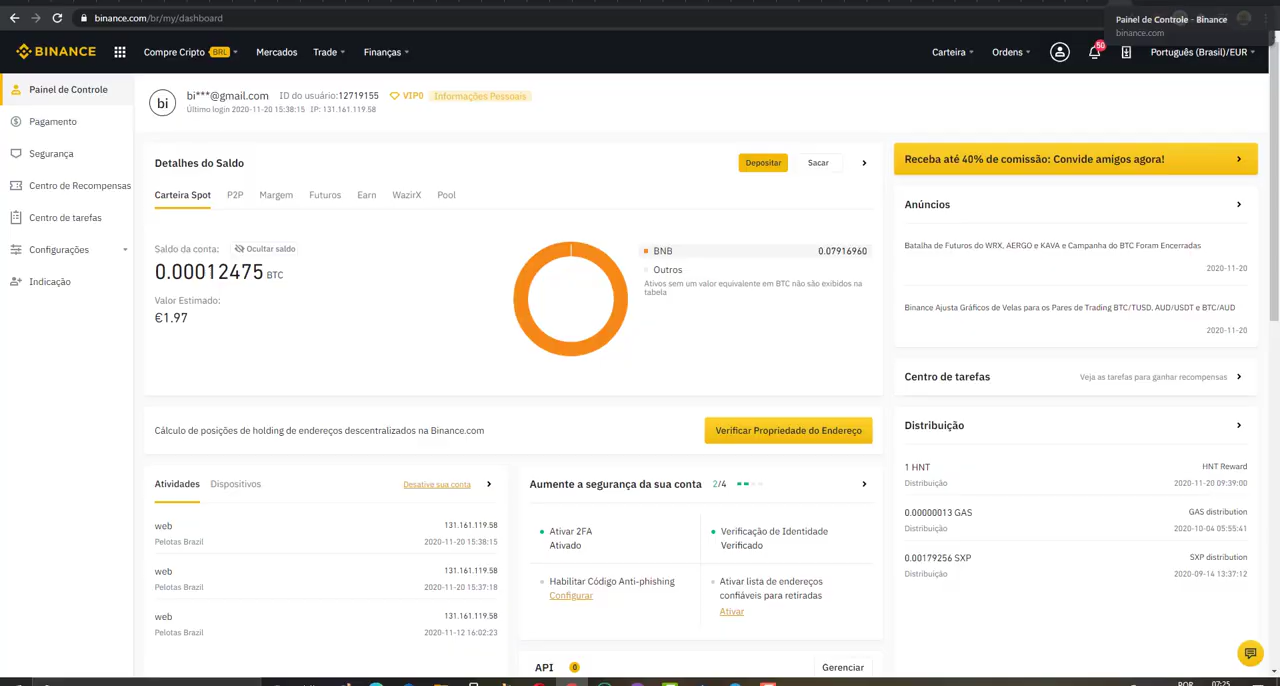 binance.com/br/my/dashboard
Painel de Controle - Binance
binance.com
BINANCE
Compre Cripto BRL
Mercados
Trade
Finanças
Carteira
Ordens
50
Português (Brasil)/EUR
Painel de Controle
Pagamento
Segurança
Centro de Recompensas
Centro de tarefas
Configurações
Indicação
bi
bi***@gmail.com ID do usuário:12719155 VIP0 Informações Pessoais
Último login 2020-11-20 15:38:15 IP: 131.161.119.58
Detalhes do Saldo
Depositar
Sacar
Carteira Spot P2P Margem Futuros Earn WazirX Pool
Saldo da conta: Ocultar saldo
0.00012475 BTC
Valor Estimado:
€1.97
BNB 0.07916960
Outros
Ativos sem um valor equivalente em BTC não são exibidos na
tabela
Cálculo de posições de holding de endereços descentralizados na Binance.com
Verificar Propriedade do Endereço
Atividades Dispositivos Desative sua conta
web 131.161.119.58
Pelotas Brazil 2020-11-20 15:38:15
web 131.161.119.58
Pelotas Brazil 2020-11-20 15:37:18
web 131.161.119.58
Pelotas Brazil 2020-11-12 16:02:23
Aumente a segurança da sua conta 2/4
Ativar 2FA
Ativado
Verificação de Identidade
Verificado
Habilitar Código Anti-phishing
Configurar
Ativar lista de endereços
confiáveis para retiradas
Ativar
API 0 Gerenciar
Receba até 40% de comissão: Convide amigos agora!
Anúncios
Batalha de Futuros do WRX, AERGO e KAVA e Campanha do BTC Foram Encerradas
2020-11-20
Binance Ajusta Gráficos de Velas para os Pares de Trading BTC/TUSD, AUD/USDT e BTC/AUD
2020-11-20
Centro de tarefas Veja as tarefas para ganhar recompensas
Distribuição
1 HNT HNT Reward
Distribuição 2020-11-20 09:39:00
0.00000013 GAS GAS distribution
Distribuição 2020-10-04 05:55:41
0.00179256 SXP SXP distribution
Distribuição 2020-09-14 13:37:12
POR 07:25